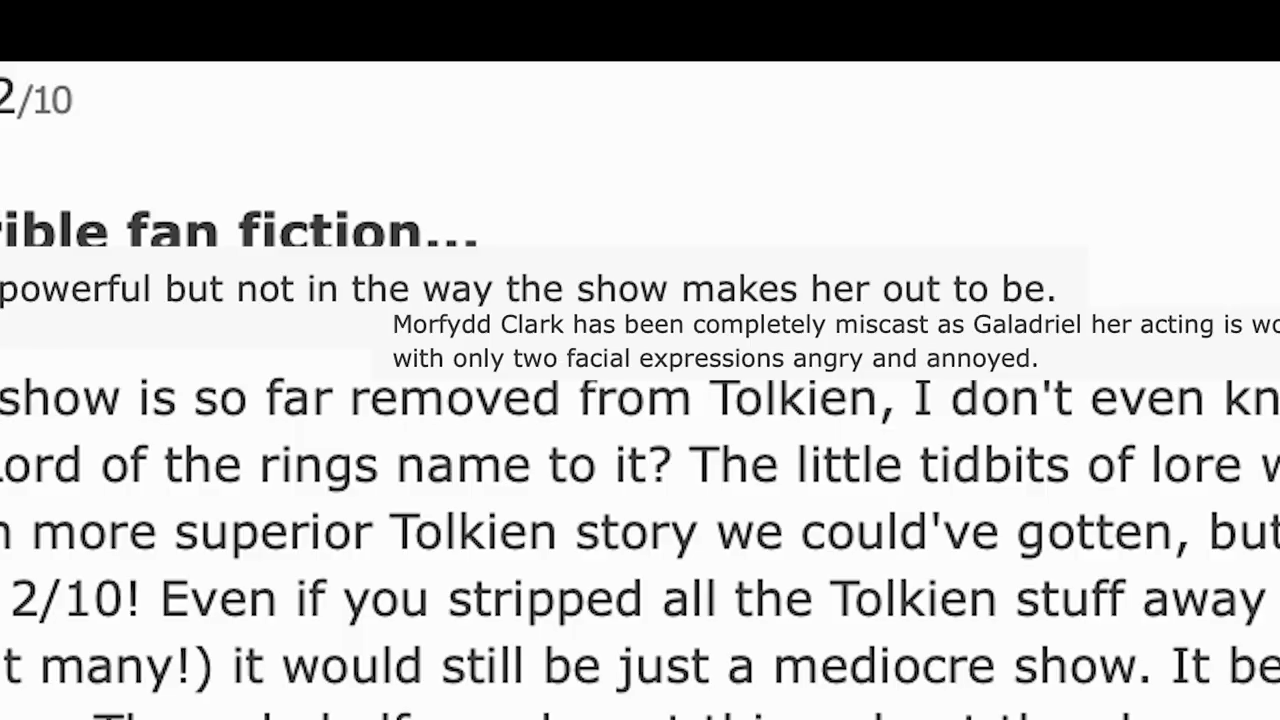 2/10
rible fan fiction...
powerful but not in the way the show makes her out to be.
Morfydd Clark has been completely miscast as Galadriel her acting is
with only two facial expressions angry and annoyed.
show is so far removed from Tolkien, I don't even
Lord of the rings name to it? The little tidbits of lore
more superior Tolkien story we could've gotten, but
2/10! Even if you stripped all the Tolkien stuff away
t many!) it would still be just a mediocre show. It be